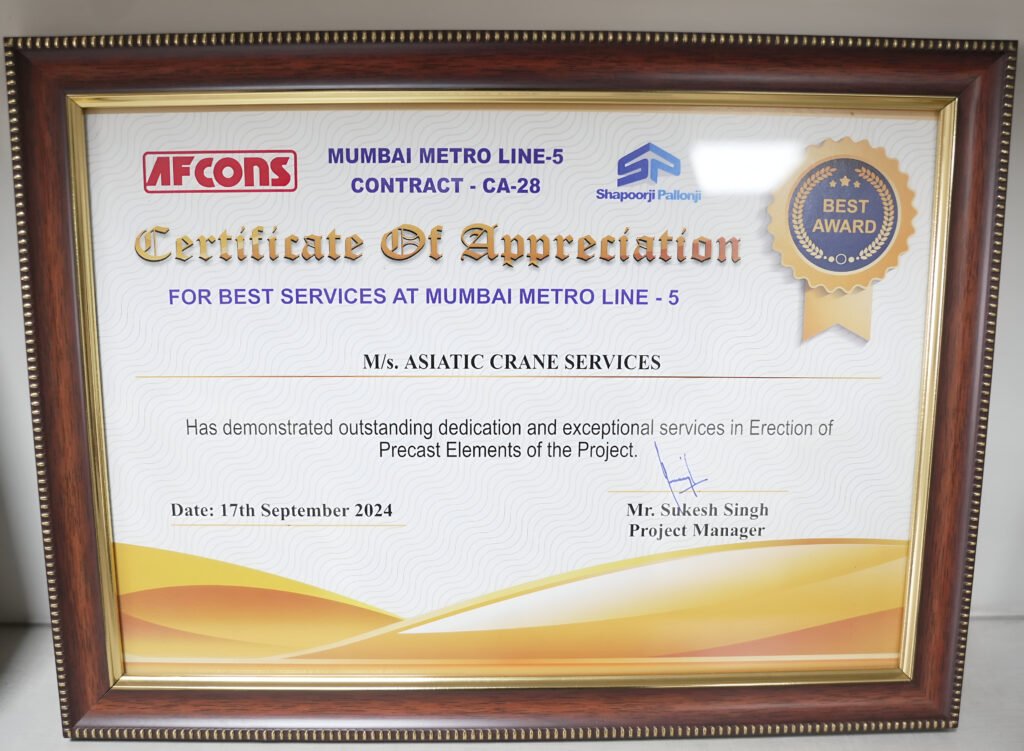 AFCONS
MUMBAI METRO LINE-5
CONTRACT - CA-28
SP
Shapoorji Pallonji
BEST
AWARD
Certificate Of Appreciation
FOR BEST SERVICES AT MUMBAI METRO LINE - 5
M/s. ASIATIC CRANE SERVICES
Has demonstrated outstanding dedication and exceptional services in Erection of
Precast Elements of the Project.
Date: 17th September 2024
Mr. Sukesh Singh
Project Manager